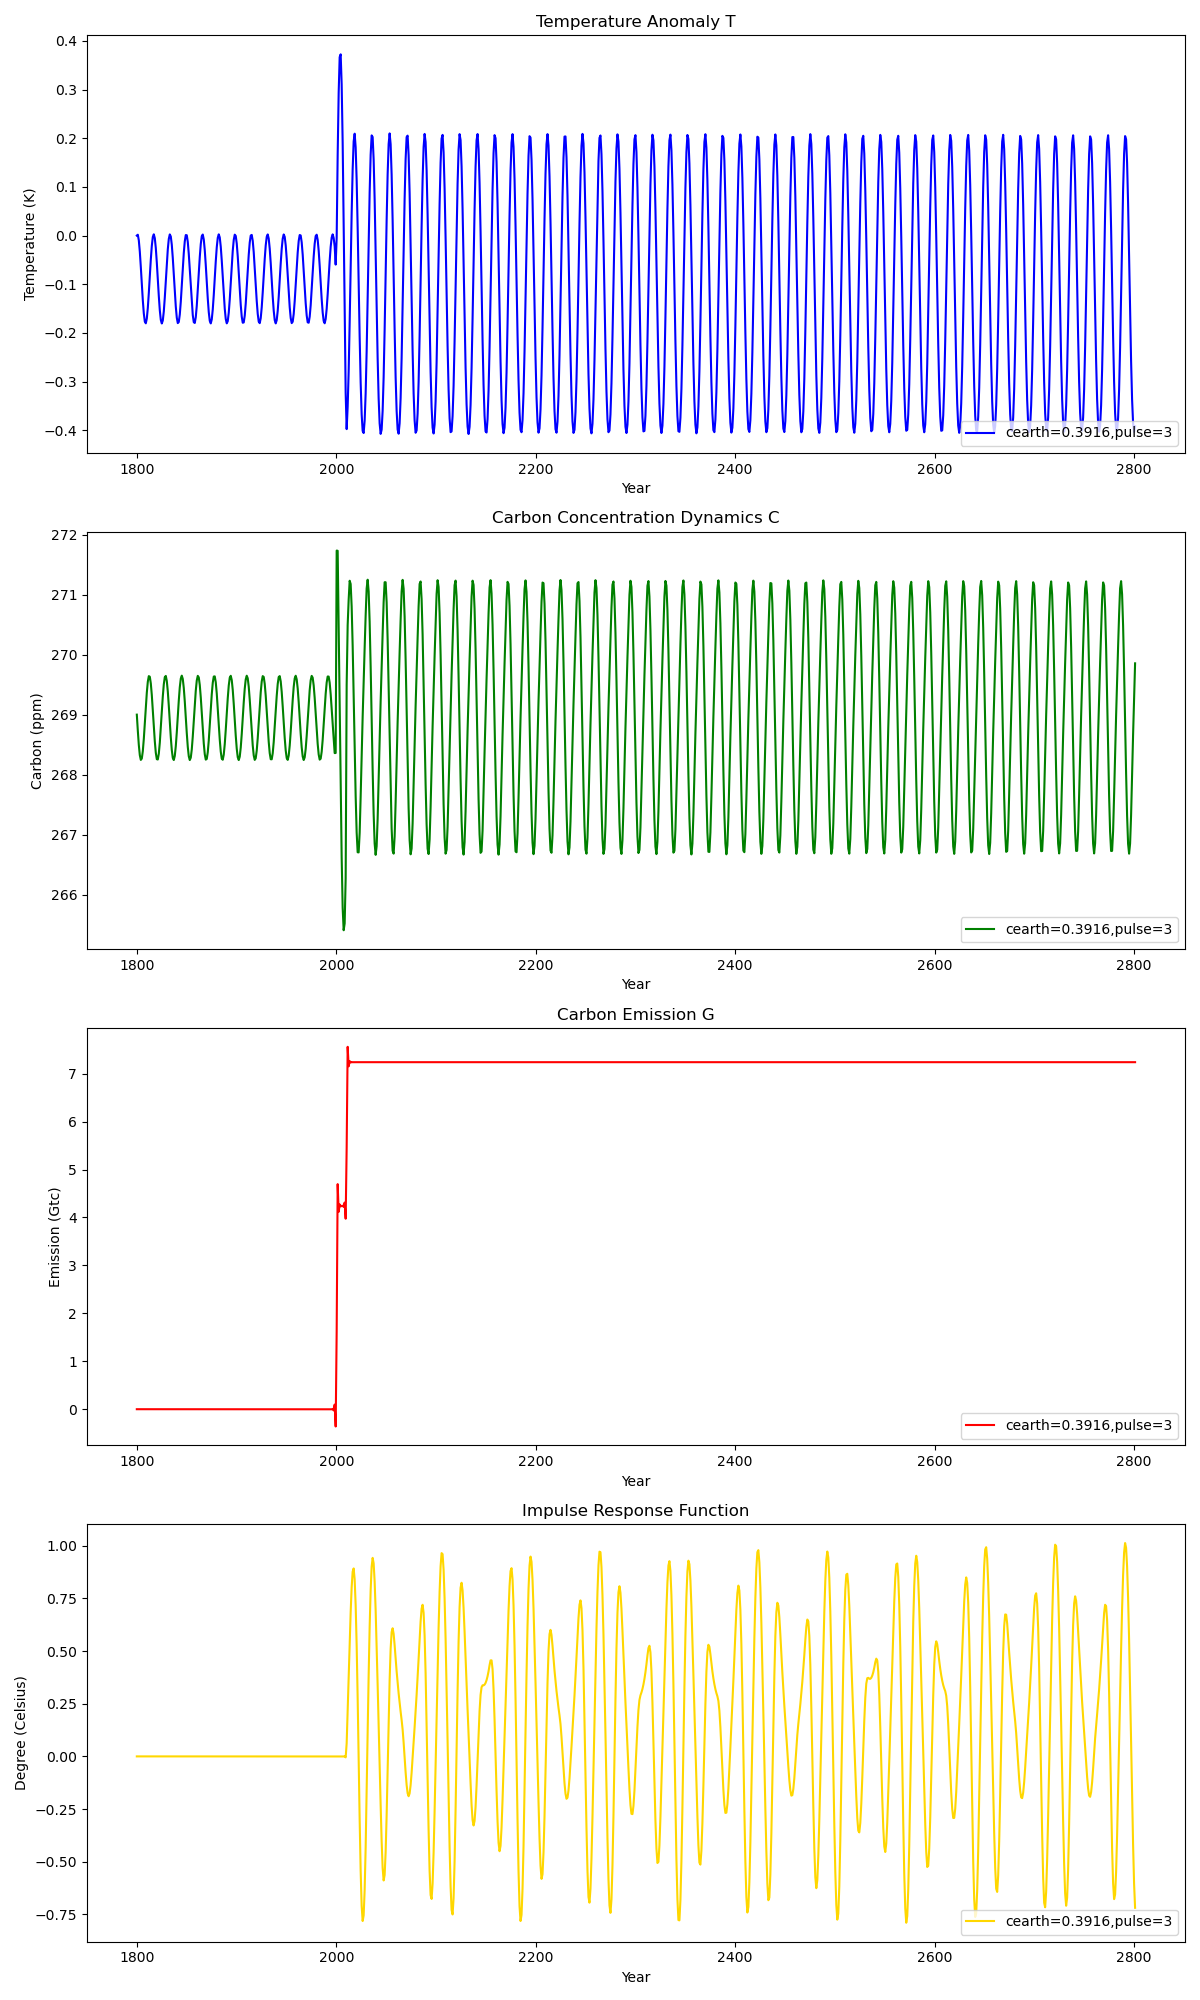 Temperature Anomaly T
Temperature (K)
0.4
0.3
0.2
0.1
0.0
−0.1
−0.2
−0.3
−0.4
cearth=0.3916,pulse=3
1800 2000 2200 2400 2600 2800
Year
Carbon Concentration Dynamics C
Carbon (ppm)
272
271
270
269
268
267
266
cearth=0.3916,pulse=3
1800 2000 2200 2400 2600 2800
Year
Carbon Emission G
Emission (Gtc)
7
6
5
4
3
2
1
0
cearth=0.3916,pulse=3
1800 2000 2200 2400 2600 2800
Year
Impulse Response Function
Degree (Celsius)
1.00
0.75
0.50
0.25
0.00
−0.25
−0.50
−0.75
cearth=0.3916,pulse=3
1800 2000 2200 2400 2600 2800
Year